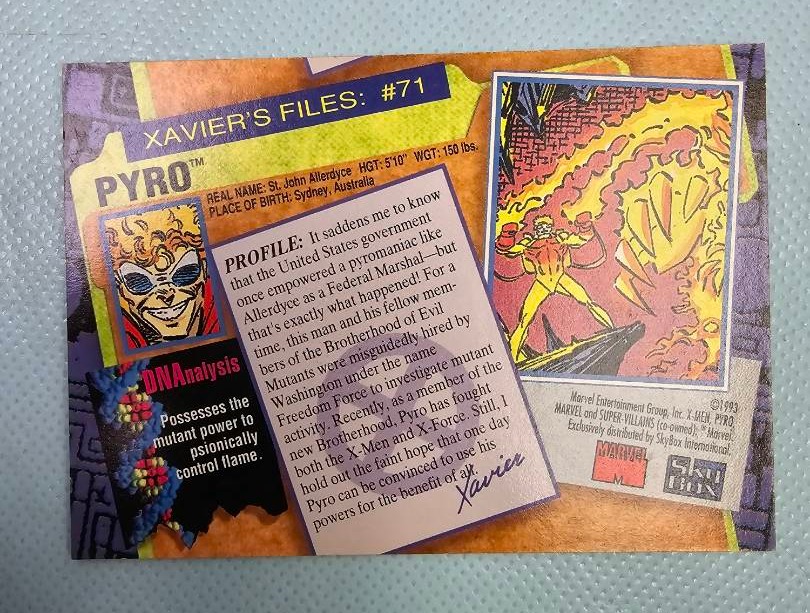 XAVIER'S FILES: #71
PYRO™
REAL NAME: St. John Allerdyce HGT: 5'10" WGT: 150 lbs.
PLACE OF BIRTH: Sydney, Australia
PROFILE: It saddens me to know
that the United States government
once empowered a pyromaniac like
Allerdyce as a Federal Marshal—but
that's exactly what happened! For a
time, this man and his fellow mem-
bers of the Brotherhood of Evil
Mutants were misguidedly hired by
Washington under the name
Freedom Force to investigate mutant
activity. Recently, as a member of the
new Brotherhood, Pyro has fought
both the X-Men and X-Force. Still, I
hold out the faint hope that one day
Pyro can be convinced to use his
powers for the benefit of all.
Xavier
DNAnalysis
Possesses the
mutant power to
psionically
control flame.
©1993
Marvel Entertainment Group, Inc. X-MEN, PYRO,
MARVEL and SUPER-VILLAINS (co-owned): ™ Marvel.
Exclusively distributed by SkyBox International.
MARVEL
M
SKY
BOX